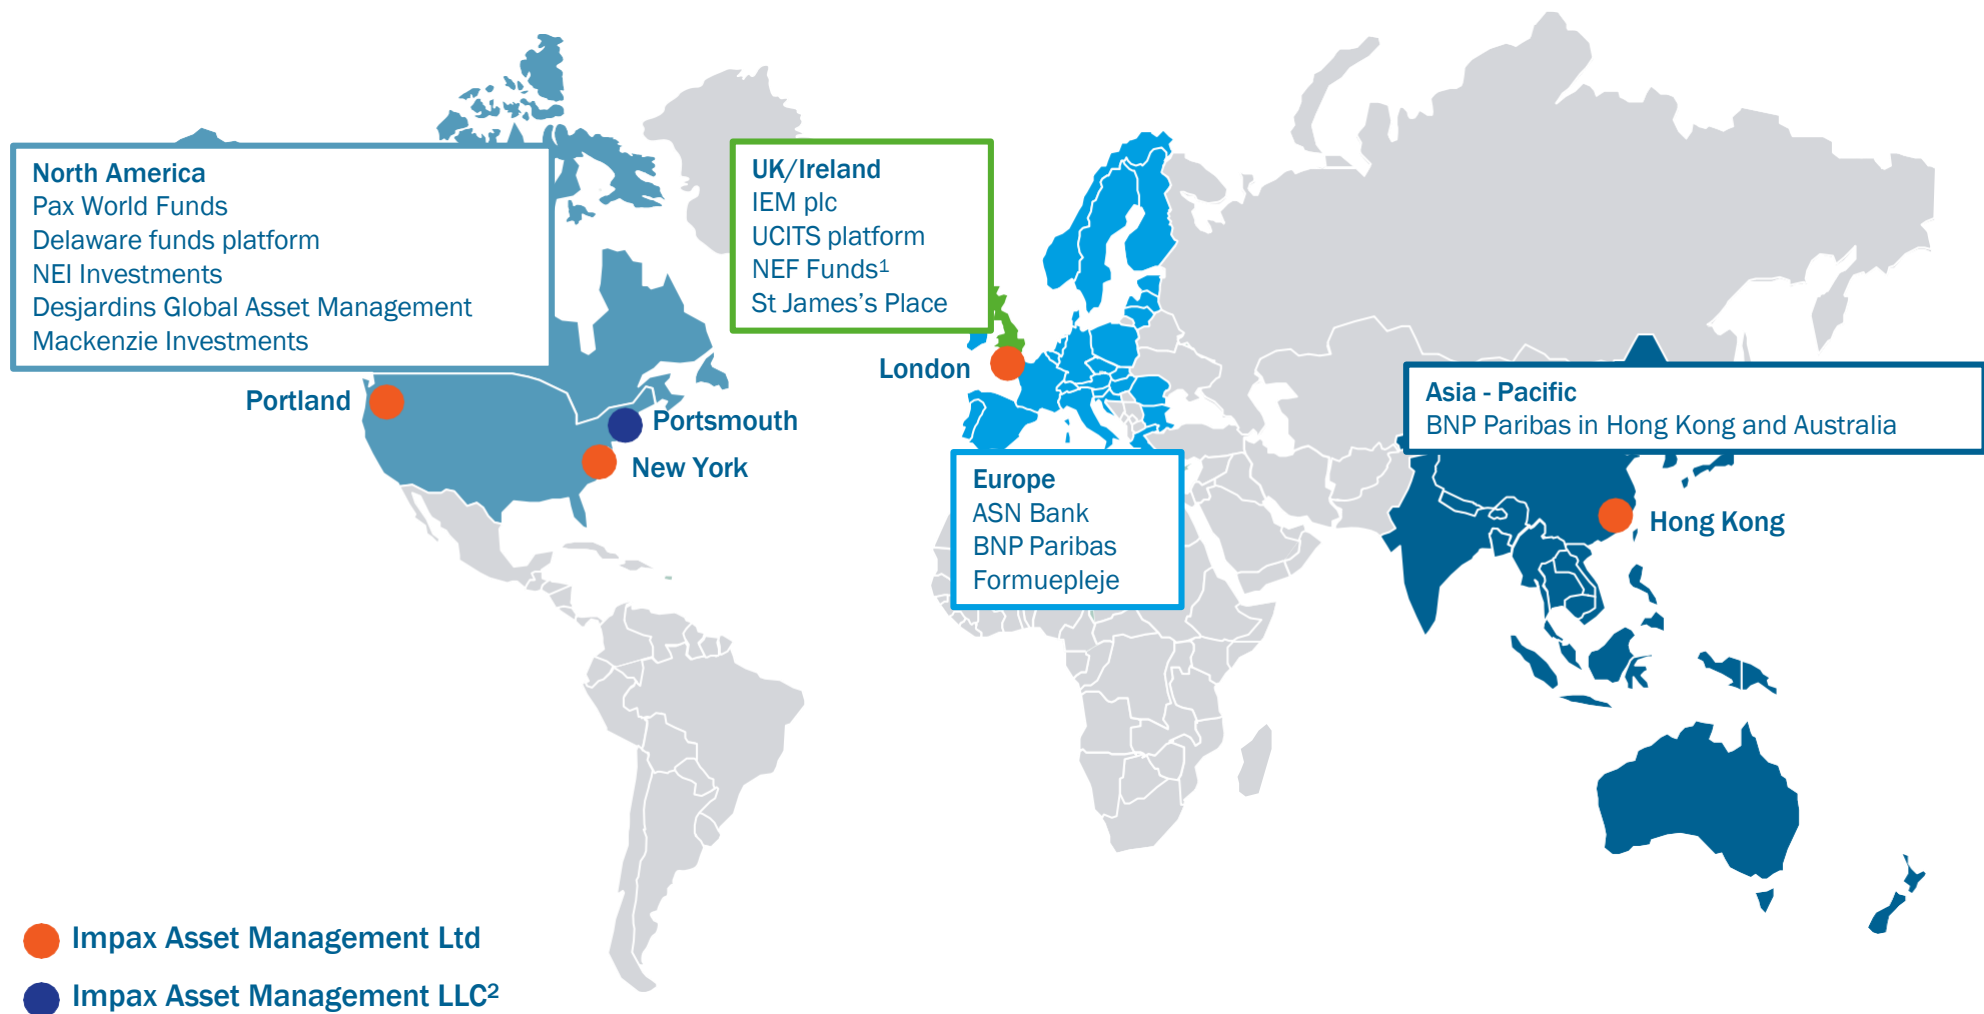 North America
Pax World Funds
Delaware funds platform
NEI Investments
Desjardins Global Asset Management
Mackenzie Investments
UK/Ireland
IEM plc
UCITS platform
NEF Funds¹
St James’s Place
London
Portland
Portsmouth
New York
Europe
ASN Bank
BNP Paribas
Formuepleje
Asia - Pacific
BNP Paribas in Hong Kong and Australia
Hong Kong
Impax Asset Management Ltd
Impax Asset Management LLC²